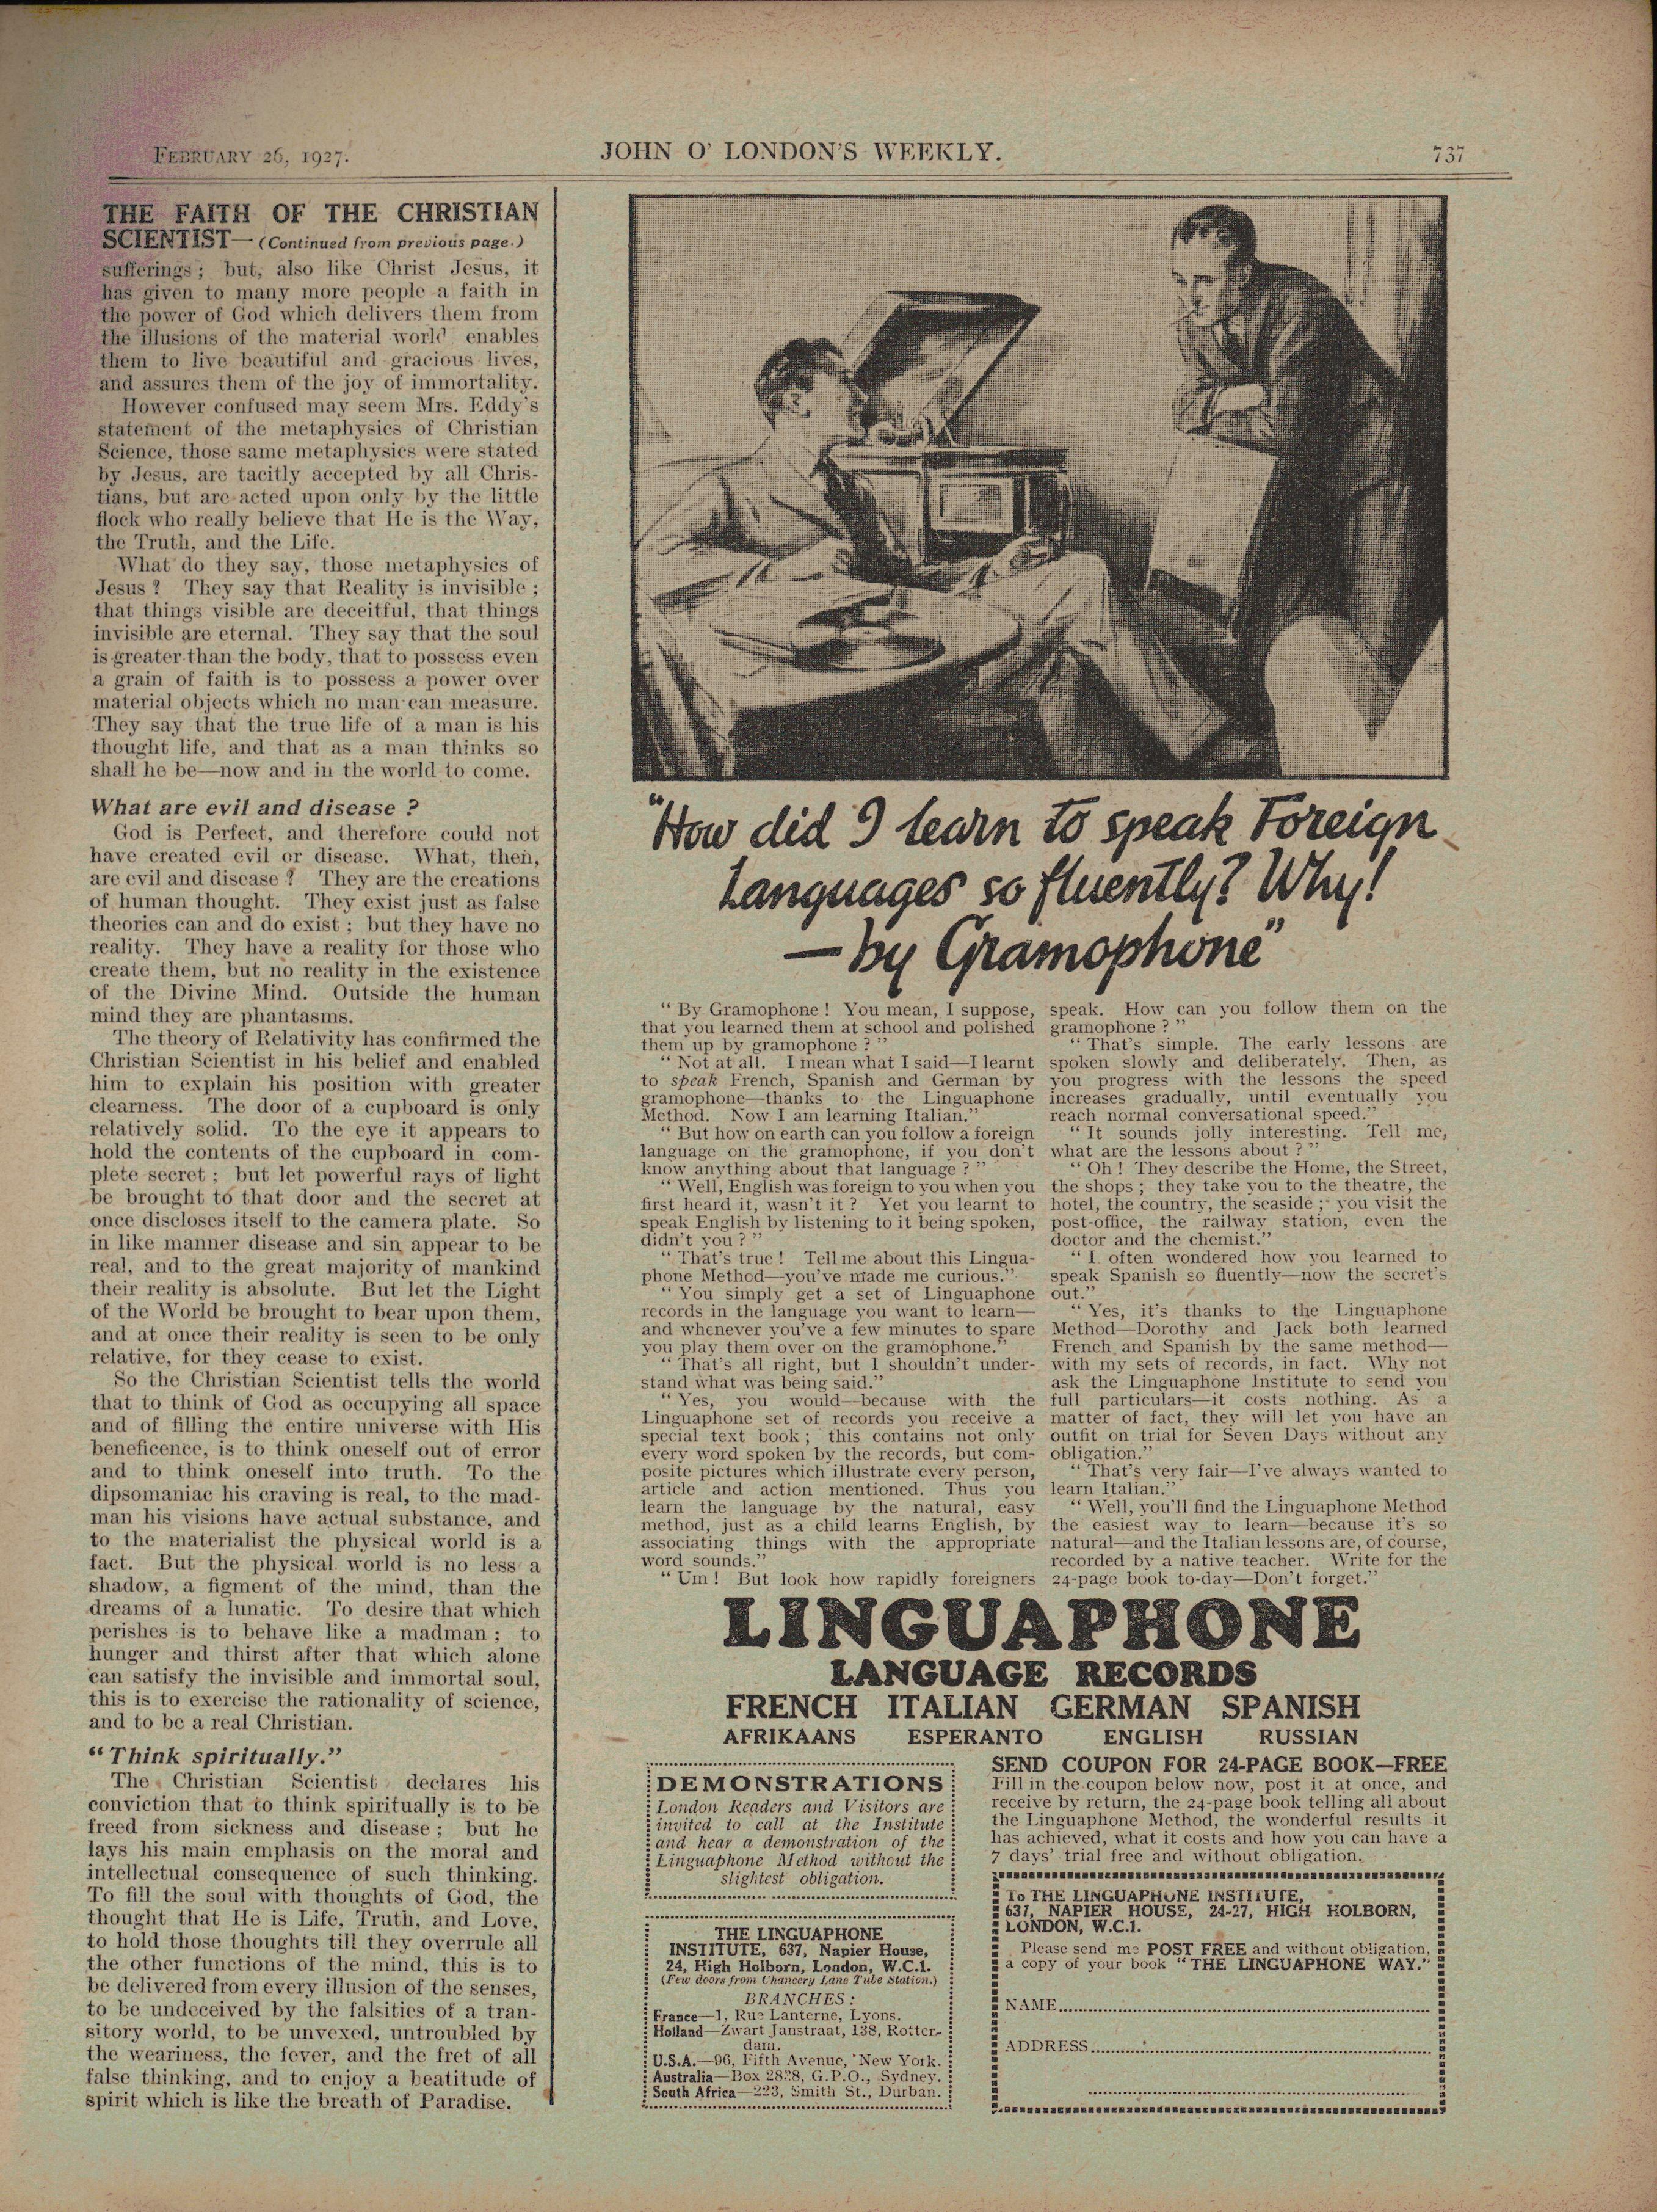 FEBRUARY 26, 1927.
JOHN O' LONDON'S WEEKLY.
737
THE FAITH OF THE CHRISTIAN
SCIENTIST—(Continued from previous page.)
sufferings; but, also like Christ Jesus, it
has given to many more people a faith in
the power of God which delivers them from
the illusions of the material world enables
them to live beautiful and gracious lives,
and assures them of the joy of immortality.
However confused may seem Mrs. Eddy's
statement of the metaphysics of Christian
Science, those same metaphysics were stated
by Jesus, are tacitly accepted by all Chris-
tians, but are acted upon only by the little
flock who really believe that He is the Way,
the Truth, and the Life.
What do they say, those metaphysics of
Jesus? They say that Reality is invisible;
that things visible are deceitful, that things
invisible are eternal. They say that the soul
is greater than the body, that to possess even
a grain of faith is to possess a power over
material objects which no man can measure.
They say that the true life of a man is his
thought life, and that as a man thinks so
shall he be—now and in the world to come.
What are evil and disease?
God is Perfect, and therefore could not
have created evil or disease. What, then,
are evil and disease? They are the creations
of human thought. They exist just as false
theories can and do exist; but they have no
reality. They have a reality for those who
create them, but no reality in the existence
of the Divine Mind. Outside the human
mind they are phantasms.
The theory of Relativity has confirmed the
Christian Scientist in his belief and enabled
him to explain his position with greater
clearness. The door of a cupboard is only
relatively solid. To the eye it appears to
hold the contents of the cupboard in com-
plete secret; but let powerful rays of light
be brought to that door and the secret at
once discloses itself to the camera plate. So
in like manner disease and sin appear to be
real, and to the great majority of mankind
their reality is absolute. But let the Light
of the World be brought to bear upon them,
and at once their reality is seen to be only
relative, for they cease to exist.
So the Christian Scientist tells the world
that to think of God as occupying all space
and of filling the entire universe with His
beneficence, is to think oneself out of error
and to think oneself into truth. To the
dipsomaniac his craving is real, to the mad-
man his visions have actual substance, and
to the materialist the physical world is a
fact. But the physical world is no less a
shadow, a figment of the mind, than the
dreams of a lunatic. To desire that which
perishes is to behave like a madman; to
hunger and thirst after that which alone
can satisfy the invisible and immortal soul,
this is to exercise the rationality of science,
and to be a real Christian.
"Think spiritually."
The Christian Scientist declares his
conviction that to think spiritually is to be
freed from sickness and disease; but he
lays his main emphasis on the moral and
intellectual consequence of such thinking.
To fill the soul with thoughts of God, the
thought that He is Life, Truth, and Love,
to hold those thoughts till they overrule all
the other functions of the mind, this is to
be delivered from every illusion of the senses,
to be undeceived by the falsities of a tran-
sitory world, to be unvexed, untroubled by
the weariness, the fever, and the fret of all
false thinking, and to enjoy a beatitude of
spirit which is like the breath of Paradise.
"How did I learn to speak Foreign
Languages so fluently? Why!
—by Gramophone"
"By Gramophone! You mean, I suppose,
that you learned them at school and polished
them up by gramophone?"
"Not at all. I mean what I said—I learnt
to speak French, Spanish and German by
gramophone—thanks to the Linguaphone
Method. Now I am learning Italian."
"But how on earth can you follow a foreign
language on the gramophone, if you don't
know anything about that language?"
"Well, English was foreign to you when you
first heard it, wasn't it? Yet you learnt to
speak English by listening to it being spoken,
didn't you?"
"That's true! Tell me about this Lingua-
phone Method—you've made me curious."
"You simply get a set of Linguaphone
records in the language you want to learn—
and whenever you've a few minutes to spare
you play them over on the gramophone."
"That's all right, but I shouldn't under-
stand what was being said."
"Yes, you would—because with the
Linguaphone set of records you receive a
special text book; this contains not only
every word spoken by the records, but com-
posite pictures which illustrate every person,
article and action mentioned. Thus you
learn the language by the natural, easy
method, just as a child learns English, by
associating things with the appropriate
word sounds."
"Um! But look how rapidly foreigners
speak. How can you follow them on the
gramophone?"
"That's simple. The early lessons are
spoken slowly and deliberately. Then, as
you progress with the lessons the speed
increases gradually, until eventually you
reach normal conversational speed."
"It sounds jolly interesting. Tell me,
what are the lessons about?"
"Oh! They describe the Home, the Street,
the shops; they take you to the theatre, the
hotel, the country, the seaside; you visit the
post-office, the railway station, even the
doctor and the chemist."
"I often wondered how you learned to
speak Spanish so fluently—now the secret's
out."
"Yes, it's thanks to the Linguaphone
Method—Dorothy and Jack both learned
French and Spanish by the same method—
with my sets of records, in fact. Why not
ask the Linguaphone Institute to send you
full particulars—it costs nothing. As a
matter of fact, they will let you have an
outfit on trial for Seven Days without any
obligation."
"That's very fair—I've always wanted to
learn Italian."
"Well, you'll find the Linguaphone Method
the easiest way to learn—because it's so
natural—and the Italian lessons are, of course,
recorded by a native teacher. Write for the
24-page book to-day—Don't forget."
LINGUAPHONE
LANGUAGE RECORDS
FRENCH ITALIAN GERMAN SPANISH
AFRIKAANS ESPERANTO ENGLISH RUSSIAN
DEMONSTRATIONS
London Readers and Visitors are
invited to call at the Institute
and hear a demonstration of the
Linguaphone Method without the
slightest obligation.
THE LINGUAPHONE
INSTITUTE, 637, Napier House,
24, High Holborn, London, W.C.1.
(Few doors from Chancery Lane Tube Station.)
BRANCHES:
France—1, Rue Lanterne, Lyons.
Holland—Zwart Janstraat, 138, Rotter-
dam.
U.S.A.—96, Fifth Avenue, New York.
Australia—Box 2828, G.P.O., Sydney.
South Africa—223, Smith St., Durban.
SEND COUPON FOR 24-PAGE BOOK—FREE
Fill in the coupon below now, post it at once, and
receive by return, the 24-page book telling all about
the Linguaphone Method, the wonderful results it
has achieved, what it costs and how you can have a
7 days' trial free and without obligation.
To THE LINGUAPHONE INSTITUTE,
637, NAPIER HOUSE, 24-27, HIGH HOLBORN,
LONDON, W.C.1.
Please send me POST FREE and without obligation,
a copy of your book "THE LINGUAPHONE WAY."
NAME
ADDRESS